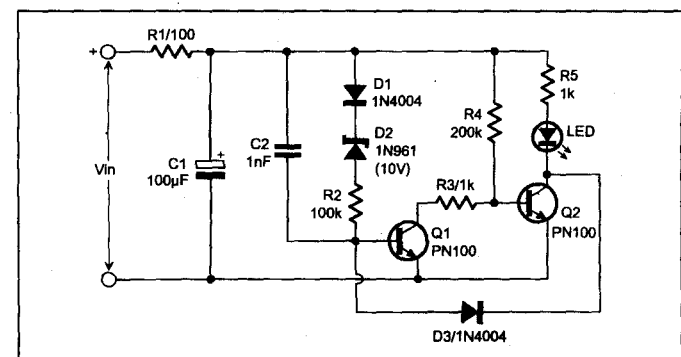 +
R1/100
Vin
C1
100µF
+
C2
1nF
D1
1N4004
D2
1N961
(10V)
R2
100k
R3/1k
R4
200k
R5
1k
LED
Q1
PN100
Q2
PN100
D3/1N4004